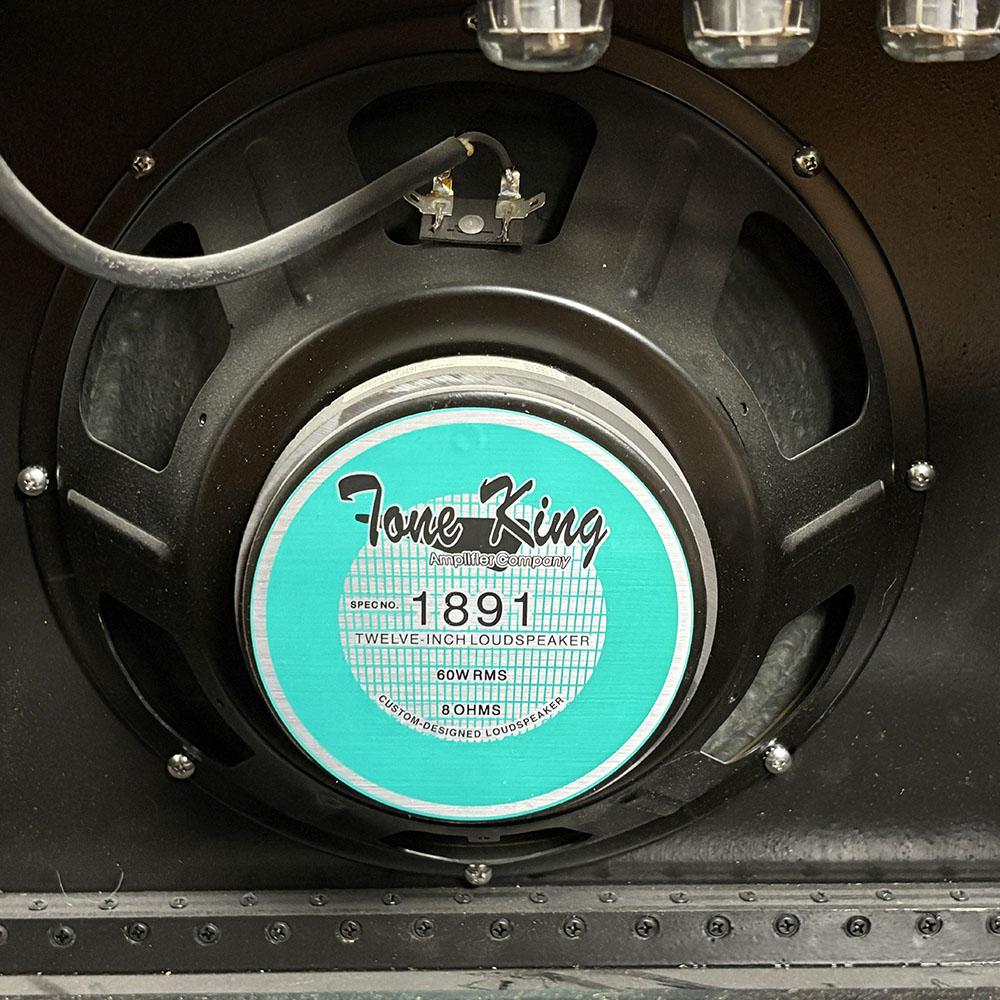 Tone King
Amplifier Company
SPEC NO. 1891
TWELVE-INCH LOUDSPEAKER
60W RMS
8 OHMS
CUSTOM-DESIGNED LOUDSPEAKER